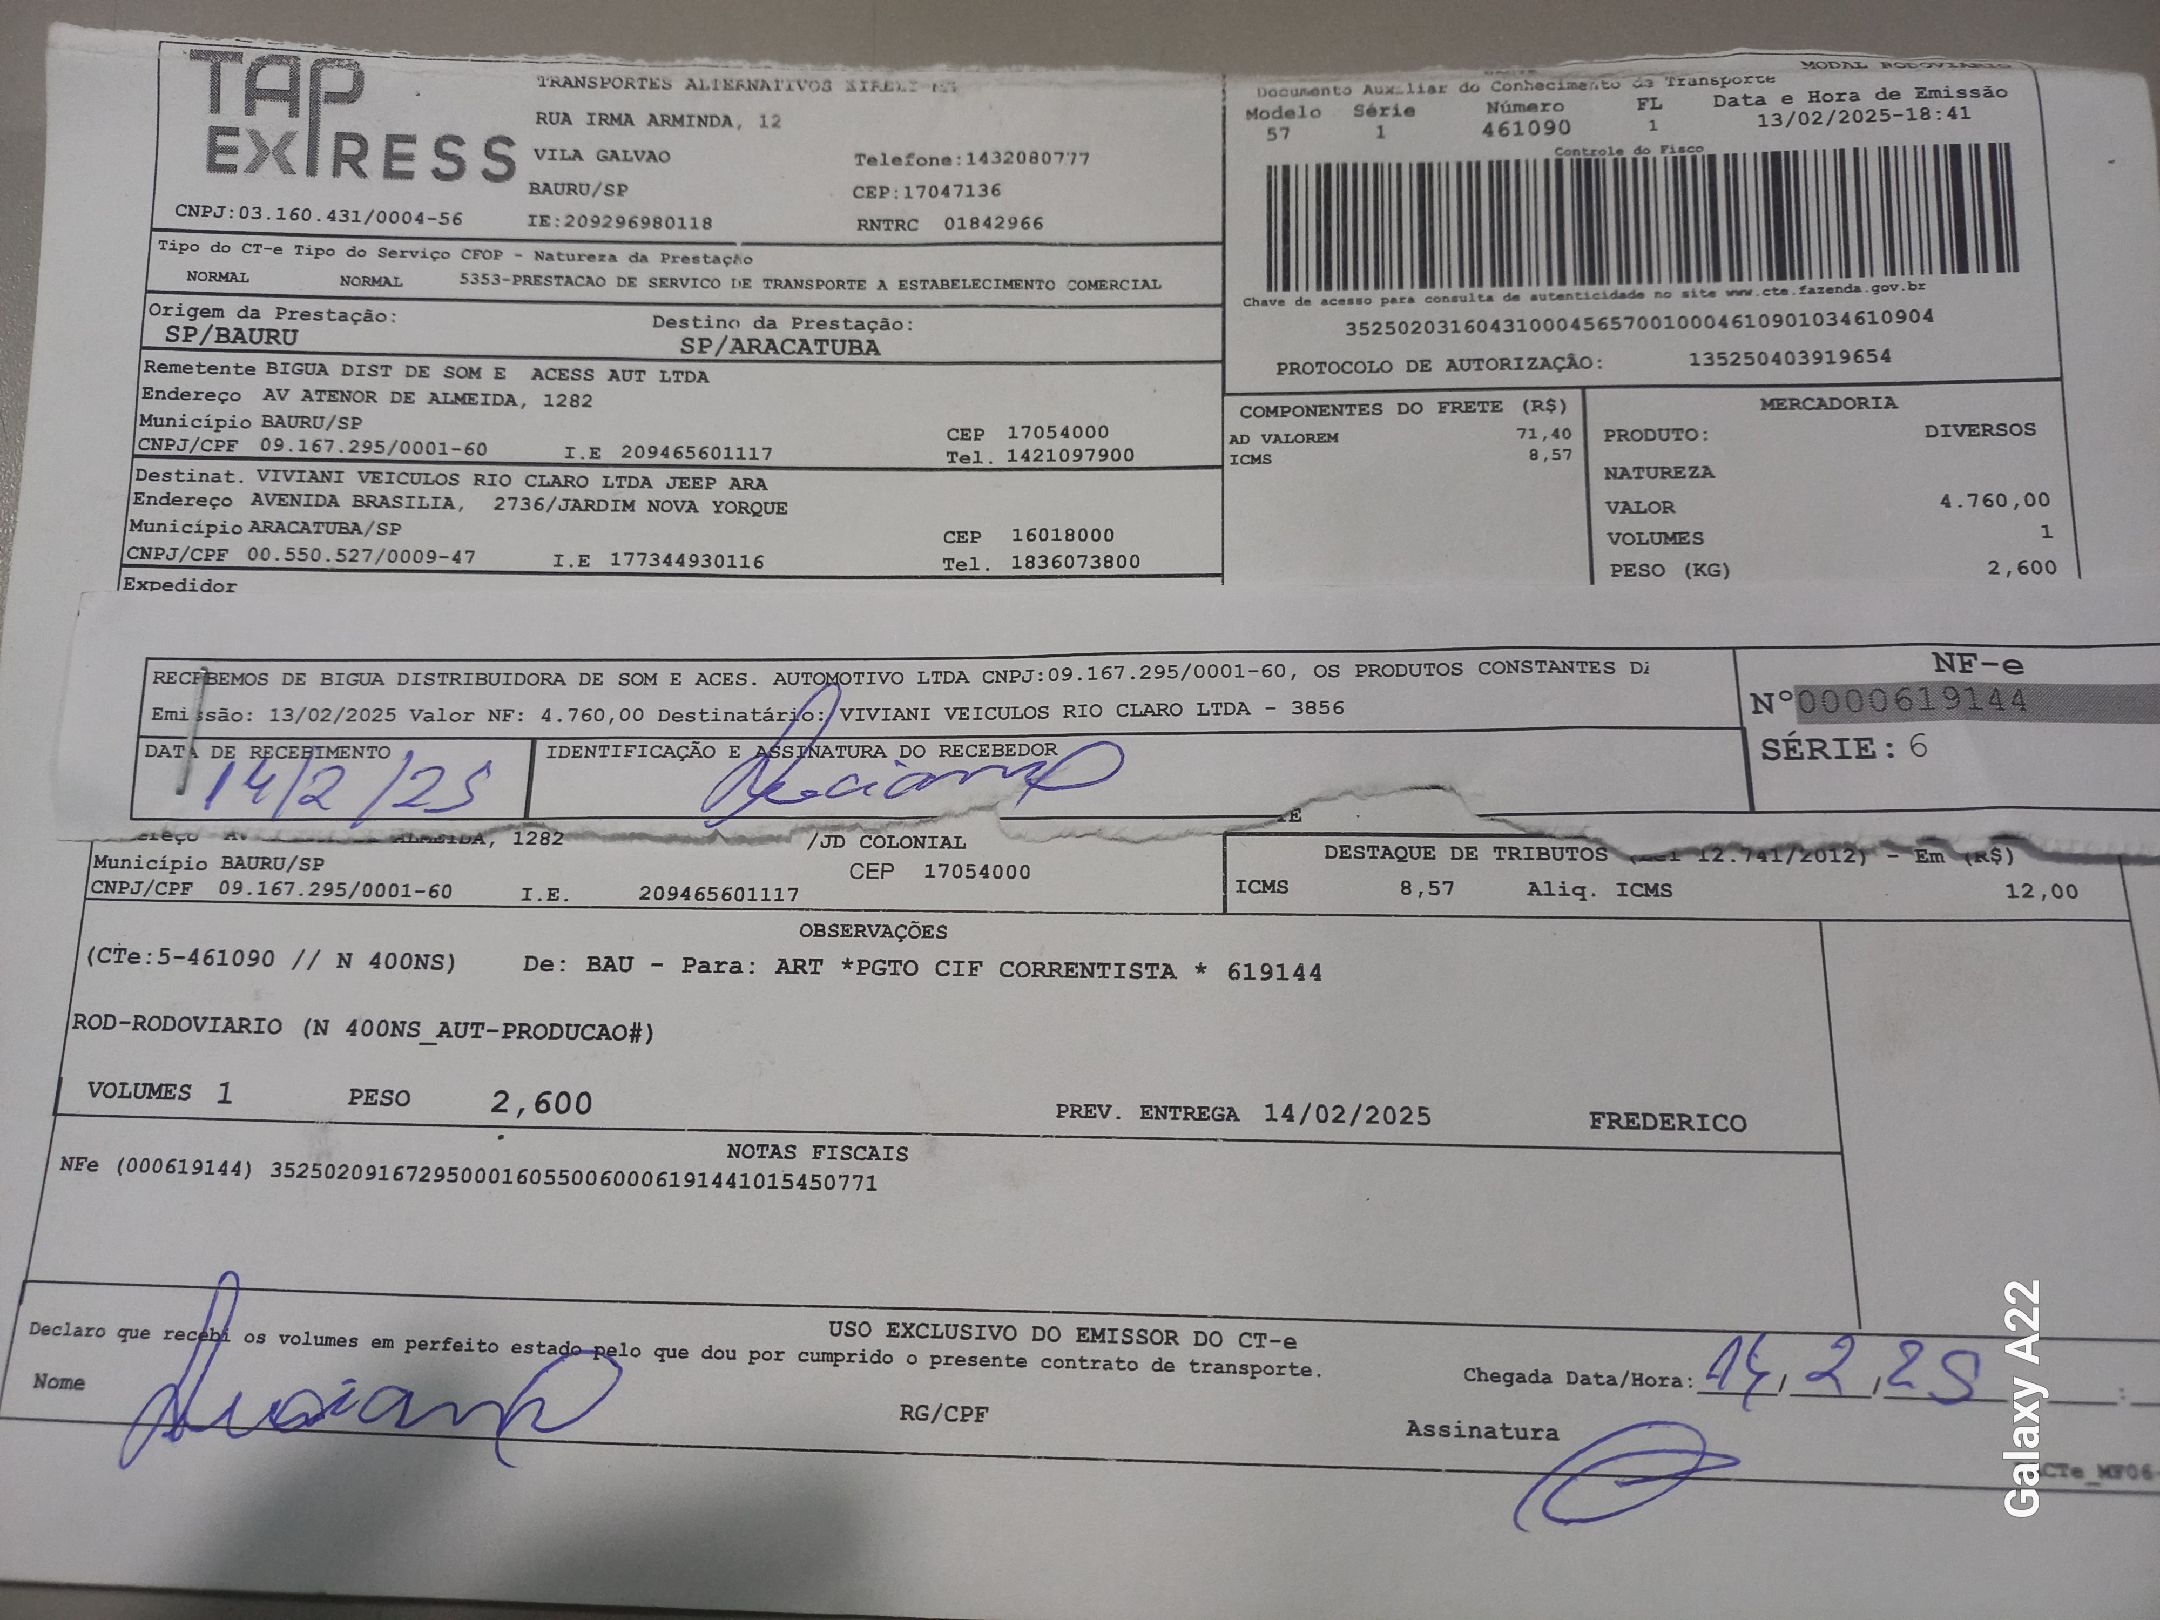 TAP
EXPRESS
TRANSPORTES ALTERNATIVOS EIRELI
RUA IRMA ARMINDA, 12
VILA GALVAO Telefone:1432080777
BAURU/SP CEP:17047136
CNPJ:03.160.431/0004-56 IE:209296980118 RNTRC 01842966
MODAL RODOVIARIO
Documento Auxiliar do Conhecimento da Transporte
Modelo Série Número FL Data e Hora de Emissão
57 1 461090 1 13/02/2025-18:41
Controle do Fisco
Chave de acesso para consulta de autenticidade no site www.cte.fazenda.gov.br
35250203160431000456570010004610901034610904
PROTOCOLO DE AUTORIZAÇÃO: 135250403919654
Tipo do CT-e Tipo do Serviço CFOP - Natureza da Prestação
NORMAL NORMAL 5353-PRESTACAO DE SERVICO DE TRANSPORTE A ESTABELECIMENTO COMERCIAL
Origem da Prestação: Destino da Prestação:
SP/BAURU SP/ARACATUBA
Remetente BIGUA DIST DE SOM E ACESS AUT LTDA
Endereço AV ATENOR DE ALMEIDA, 1282
Município BAURU/SP CEP 17054000
CNPJ/CPF 09.167.295/0001-60 I.E 209465601117 Tel. 1421097900
Destinat. VIVIANI VEICULOS RIO CLARO LTDA JEEP ARA
Endereço AVENIDA BRASILIA, 2736/JARDIM NOVA YORQUE
Município ARACATUBA/SP CEP 16018000
CNPJ/CPF 00.550.527/0009-47 I.E 177344930116 Tel. 1836073800
Expedidor
COMPONENTES DO FRETE (R$)
AD VALOREM 71,40
ICMS 8,57
MERCADORIA
PRODUTO: DIVERSOS
NATUREZA
VALOR 4.760,00
VOLUMES 1
PESO (KG) 2,600
RECEBEMOS DE BIGUA DISTRIBUIDORA DE SOM E ACES. AUTOMOTIVO LTDA CNPJ:09.167.295/0001-60, OS PRODUTOS CONSTANTES
Emissão: 13/02/2025 Valor NF: 4.760,00 Destinatário: VIVIANI VEICULOS RIO CLARO LTDA - 3856
DATA DE RECEBIMENTO IDENTIFICAÇÃO E ASSINATURA DO RECEBEDOR
14/2/25
NF-e
Nº0000619144
SÉRIE: 6
ALMEIDA, 1282 /JD COLONIAL
Município BAURU/SP CEP 17054000
CNPJ/CPF 09.167.295/0001-60 I.E. 209465601117
DESTAQUE DE TRIBUTOS (Lei 12.741/2012) - Em (R$)
ICMS 8,57 Aliq. ICMS 12,00
OBSERVAÇÕES
(CTe:5-461090 // N 400NS) De: BAU - Para: ART *PGTO CIF CORRENTISTA * 619144
ROD-RODOVIARIO (N 400NS_AUT-PRODUCAO#)
VOLUMES 1 PESO 2,600 PREV. ENTREGA 14/02/2025 FREDERICO
NOTAS FISCAIS
NFe (000619144) 35250209167295000160550060006191441015450771
USO EXCLUSIVO DO EMISSOR DO CT-e
Declaro que recebi os volumes em perfeito estado pelo que dou por cumprido o presente contrato de transporte.
Nome RG/CPF
Chegada Data/Hora: 14, 2, 25 :
Assinatura
Galaxy A22